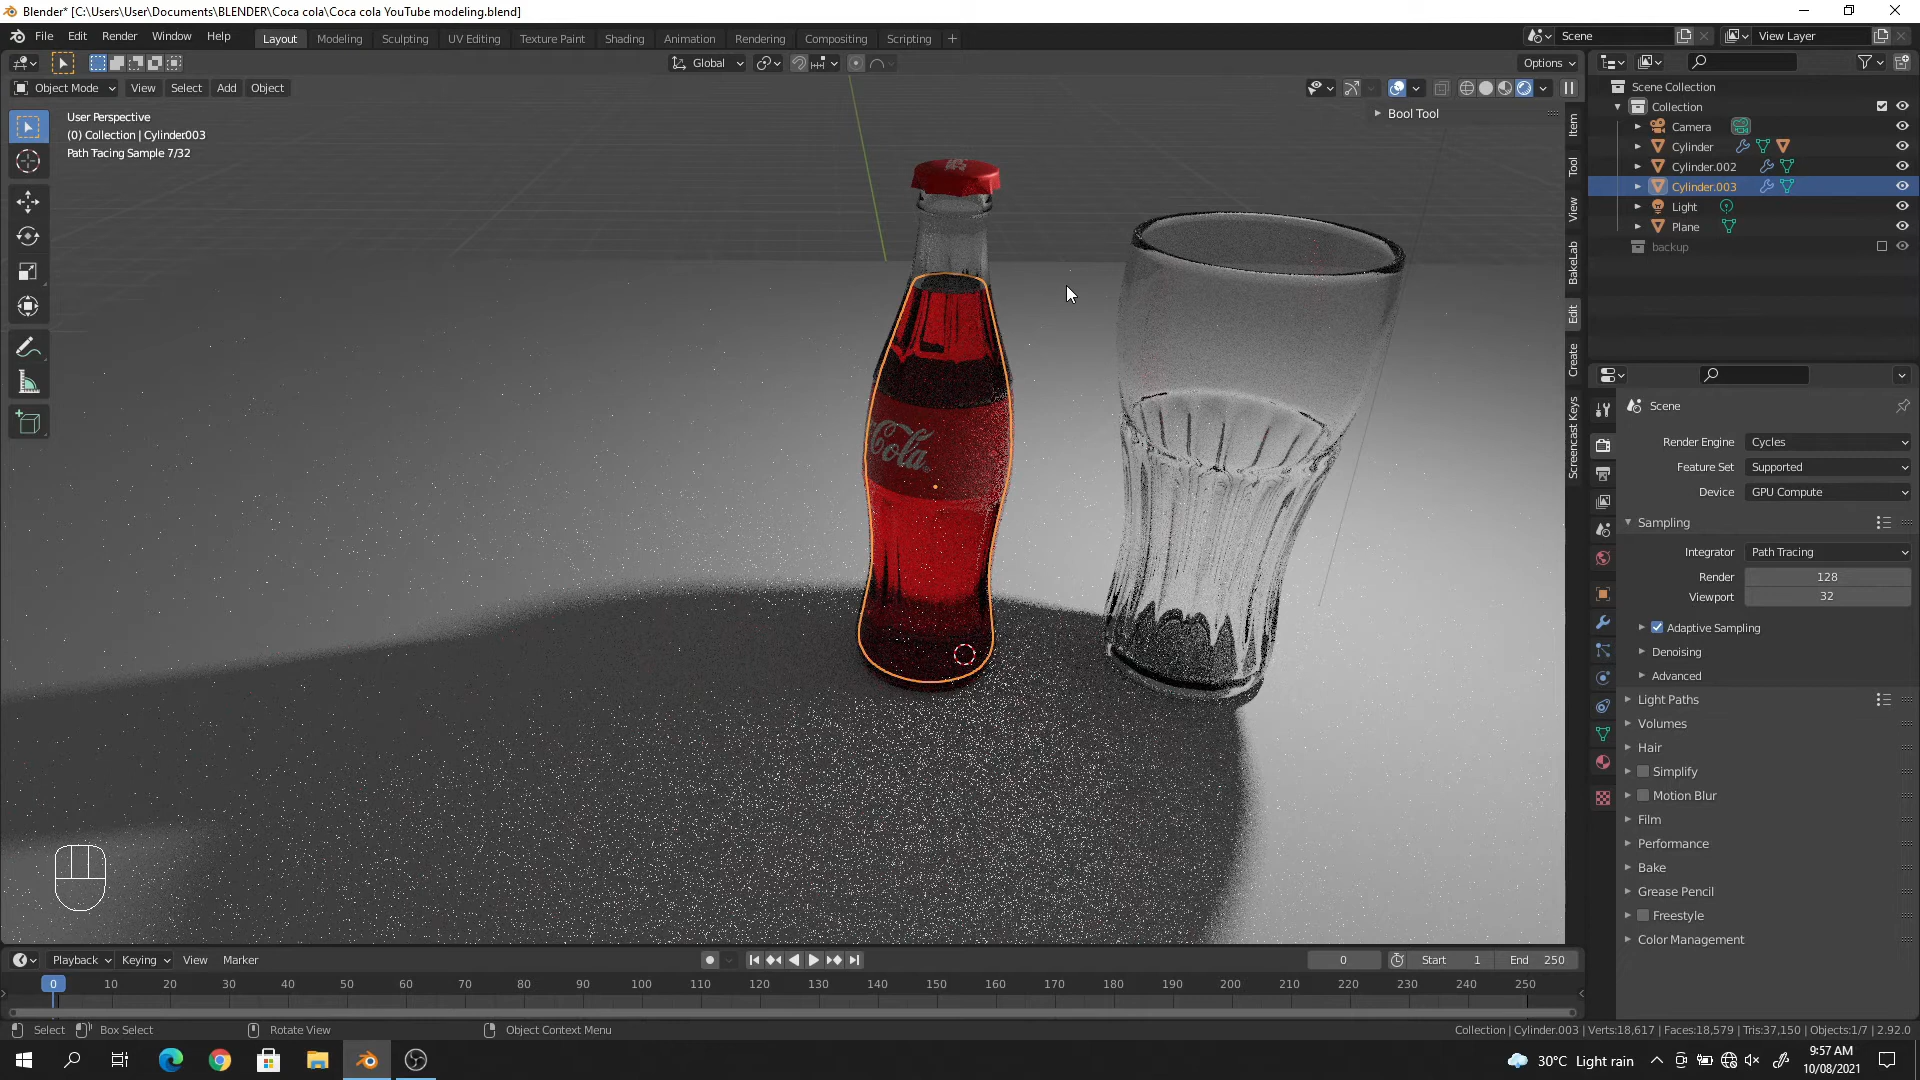 Blender* [C:\Users\User\Documents\BLENDER\Coca cola\Coca cola YouTube modeling.blend]
File Edit Render Window Help
Layout Modeling Sculpting UV Editing Texture Paint Shading Animation Rendering Compositing Scripting
Scene
View Layer
Global
Options
Object Mode View Select Add Object
User Perspective
(0) Collection | Cylinder.003
Path Tracing Sample 7/32
Bool Tool
Item
Tool
View
BakeLab
Edit
Create
Screencast Keys
Cola
Scene Collection
Collection
Camera
Cylinder
Cylinder.002
Cylinder.003
Light
Plane
backup
Scene
Render Engine Cycles
Feature Set Supported
Device GPU Compute
Sampling
Integrator Path Tracing
Render 128
Viewport 32
Adaptive Sampling
Denoising
Advanced
Light Paths
Volumes
Hair
Simplify
Motion Blur
Film
Performance
Bake
Grease Pencil
Freestyle
Color Management
Playback Keying View Marker
0 Start 1 End 250
0 10 20 30 40 50 60 70 80 90 100 110 120 130 140 150 160 170 180 190 200 210 220 230 240 250
Select Box Select Rotate View Object Context Menu
Collection | Cylinder.003 | Verts:18,617 | Faces:18,579 | Tris:37,150 | Objects:1/7 | 2.92.0
30°C Light rain
9:57 AM
10/08/2021